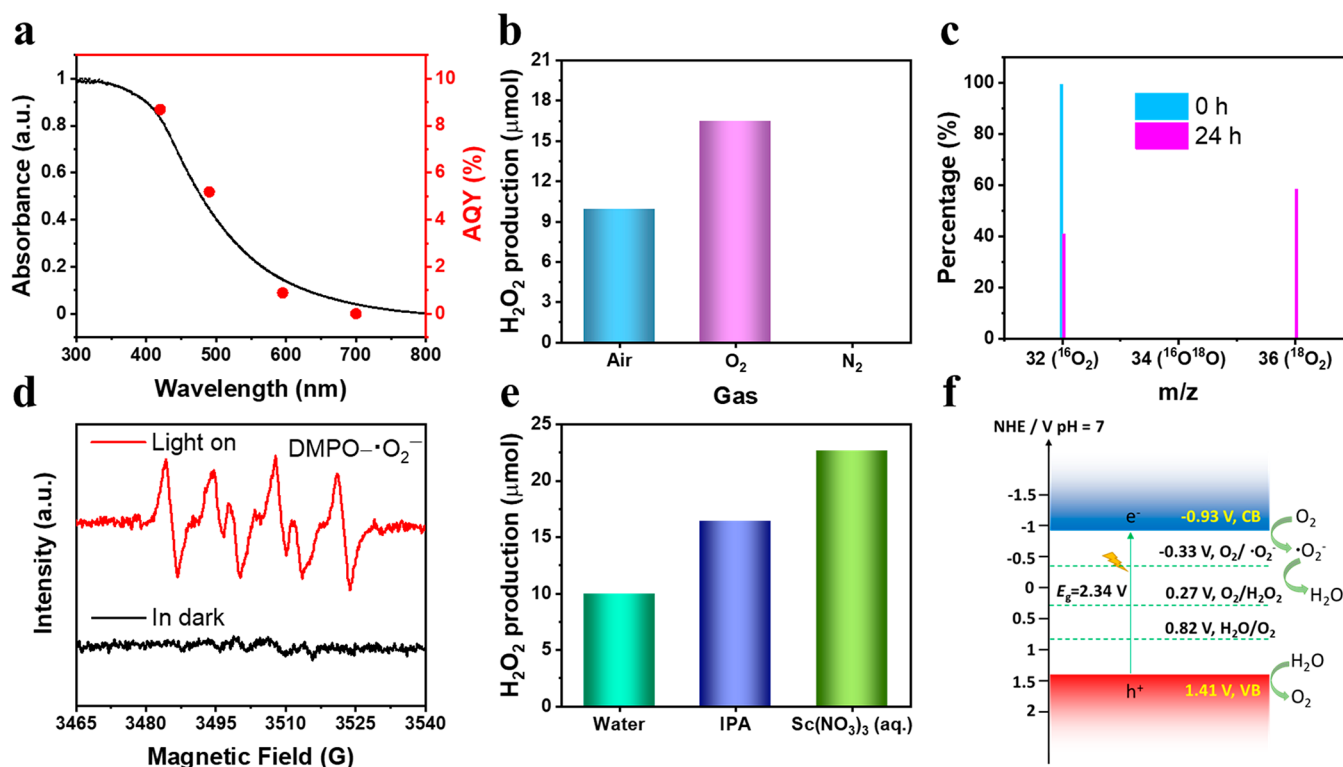 a
Absorbance (a.u.)
1
0.8
0.6
0.4
0.2
0
300
400
500
600
700
800
Wavelength (nm)
10
8
6
4
2
0
AQY (%)
b
H₂O₂ production (μmol)
21
18
15
12
9
6
3
0
Air
O₂
N₂
Gas
c
Percentage (%)
100
80
60
40
20
0
0 h
24 h
32 (¹⁶O₂)
34 (¹⁶O¹⁸O)
36 (¹⁸O₂)
m/z
d
Intensity (a.u.)
Light on
DMPO–·O₂⁻
In dark
3465
3480
3495
3510
3525
3540
Magnetic Field (G)
e
H₂O₂ production (μmol)
25
20
15
10
5
0
Water
IPA
Sc(NO₃)₃ (aq.)
f
NHE / V pH = 7
-1.5
-1
-0.5
0
0.5
1
1.5
2
e⁻
-0.93 V, CB
O₂
-0.33 V, O₂/ ·O₂⁻
·O₂⁻
Eg=2.34 V
0.27 V, O₂/H₂O₂
H₂O₂
0.82 V, H₂O/O₂
h⁺
1.41 V, VB
H₂O
O₂